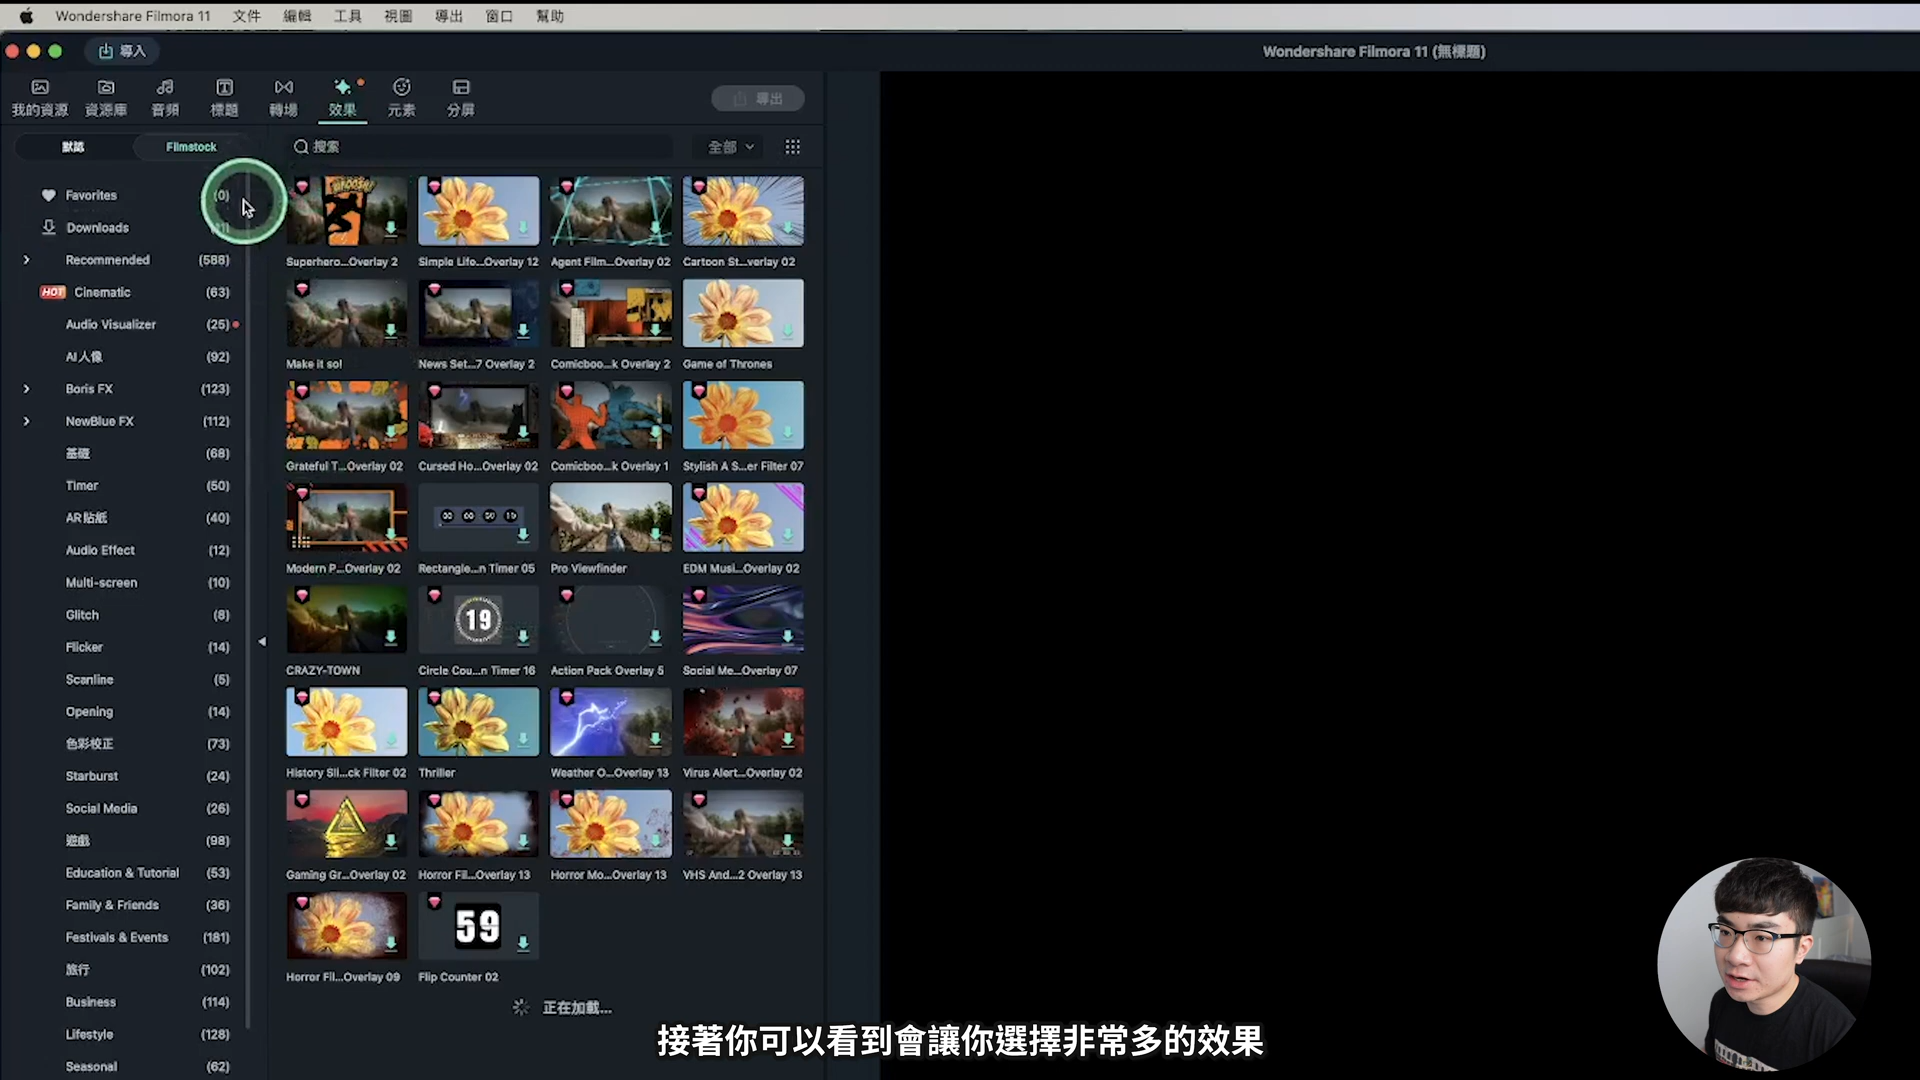 Wondershare Filmora 11 文件 編輯 工具 視圖 導出 窗口 幫助
導入
Wondershare Filmora 11 (無標題)
我的資源 資源庫 音頻 標題 轉場 效果 元素 分屏
導出
默認 Filmstock
搜索
全部
Favorites (0)
Downloads
Recommended (588)
HOT Cinematic (63)
Audio Visualizer (25)
AI人像 (92)
Boris FX (123)
NewBlue FX (112)
基礎 (68)
Timer (50)
AR貼紙 (40)
Audio Effect (12)
Multi-screen (10)
Glitch (8)
Flicker (14)
Scanline (5)
Opening (14)
色彩校正 (73)
Starburst (24)
Social Media (26)
遊戲 (98)
Education & Tutorial (53)
Family & Friends (36)
Festivals & Events (181)
旅行 (102)
Business (114)
Lifestyle (128)
Seasonal (62)
WHOOSH!
Superhero...Overlay 2 Simple Life...Overlay 12 Agent Film...Overlay 02 Cartoon St...verlay 02
Make it so! News Set...7 Overlay 2 Comicboo...k Overlay 2 Game of Thrones
Grateful T...Overlay 02 Cursed Ho...Overlay 02 Comicboo...k Overlay 1 Stylish A S...er Filter 07
Modern P...Overlay 02 Rectangle...n Timer 05 Pro Viewfinder EDM Musi...Overlay 02
19
CRAZY-TOWN Circle Cou...n Timer 16 Action Pack Overlay 5 Social Me...Overlay 07
History Sli...ck Filter 02 Thriller Weather O...Overlay 13 Virus Alert...Overlay 02
Gaming Gr...Overlay 02 Horror Fil...Overlay 13 Horror Mo...Overlay 13 VHS And...2 Overlay 13
59
Horror Fil...Overlay 09 Flip Counter 02
正在加載...
接著你可以看到會讓你選擇非常多的效果